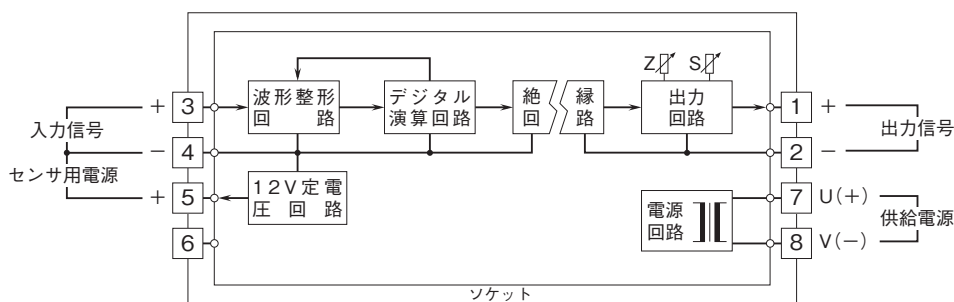 Z S
波形整形
回路
デジタル
演算回路
絶縁
回路
出力
回路
12V定電
圧回路
電源
回路
入力信号
センサ用電源
+ 3
− 4
+ 5
6
1 +
2 −
7 U(+)
8 V(−)
出力信号
供給電源
ソケット